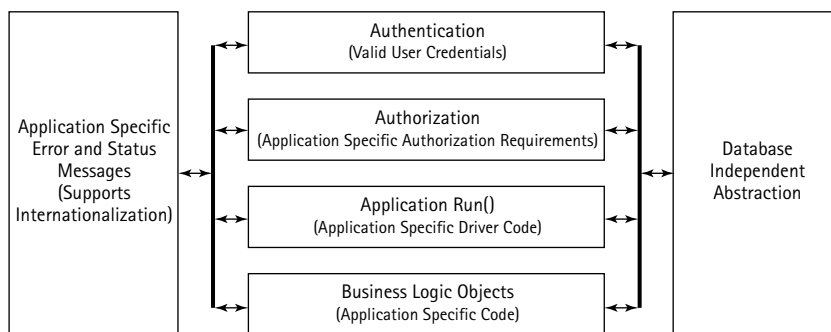 Application Specific
Error and Status
Messages
(Supports
Internationalization)
Authentication
(Valid User Credentials)
Authorization
(Application Specific Authorization Requirements)
Application Run()
(Application Specific Driver Code)
Business Logic Objects
(Application Specific Code)
Database
Independent
Abstraction